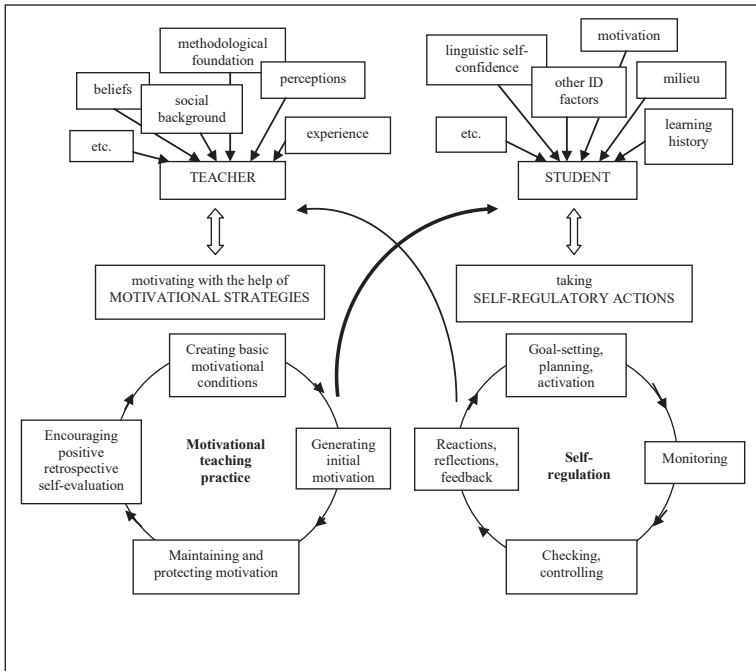 methodological
foundation
beliefs
social
background
perceptions
etc.
experience
TEACHER
linguistic self-
confidence
motivation
other ID
factors
milieu
etc.
learning
history
STUDENT
motivating with the help of
MOTIVATIONAL STRATEGIES
taking
SELF-REGULATORY ACTIONS
Creating basic
motivational
conditions
Encouraging
positive
retrospective
self-evaluation
Motivational
teaching
practice
Generating
initial
motivation
Maintaining and
protecting motivation
Goal-setting,
planning,
activation
Reactions,
reflections,
feedback
Self-
regulation
Monitoring
Checking,
controlling